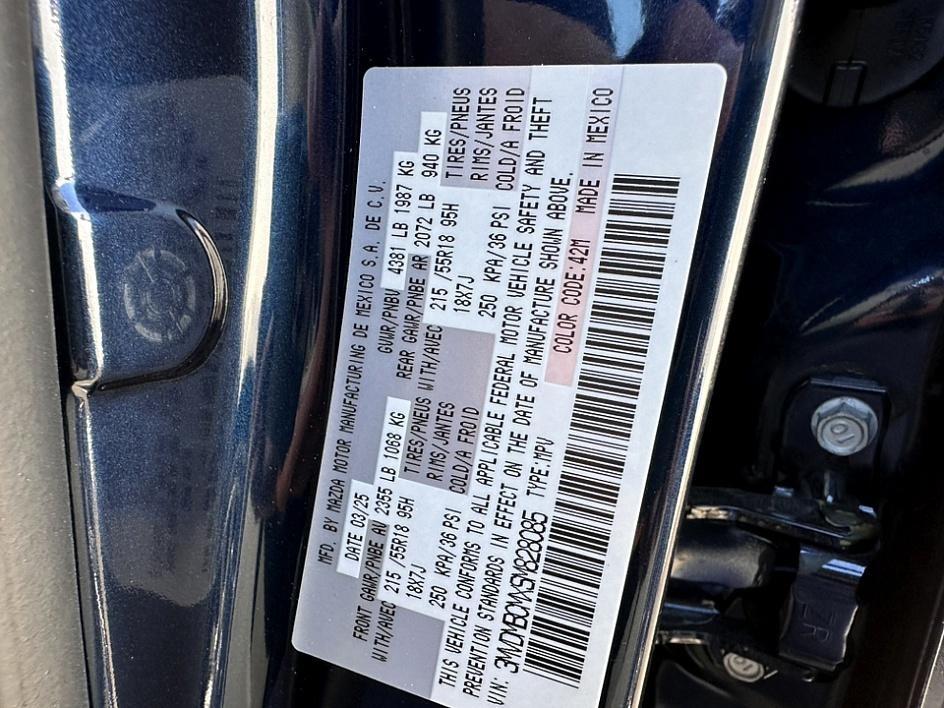 MFD. BY MAZDA MOTOR MANUFACTURING DE MEXICO S.A. DE C.V.
DATE 03/25 GVWR/PNBV 4381 LB 1987 KG
FRONT GAWR/PNBE AV 2355 LB 1068 KG REAR GAWR/PNBE AR 2072 LB 940 KG
WITH/AVEC 215 /55R18 95H TIRES/PNEUS WITH/AVEC 215 /55R18 95H TIRES/PNEUS
18X7J RIMS/JANTES 18X7J RIMS/JANTES
250 KPA/36 PSI COLD/A FROID 250 KPA/36 PSI COLD/A FROID
THIS VEHICLE CONFORMS TO ALL APPLICABLE FEDERAL MOTOR VEHICLE SAFETY AND THEFT
PREVENTION STANDARDS IN EFFECT ON THE DATE OF MANUFACTURE SHOWN ABOVE.
VIN: 3MVDMBCMXSM828085 TYPE:MPV COLOR CODE:42M MADE IN MEXICO